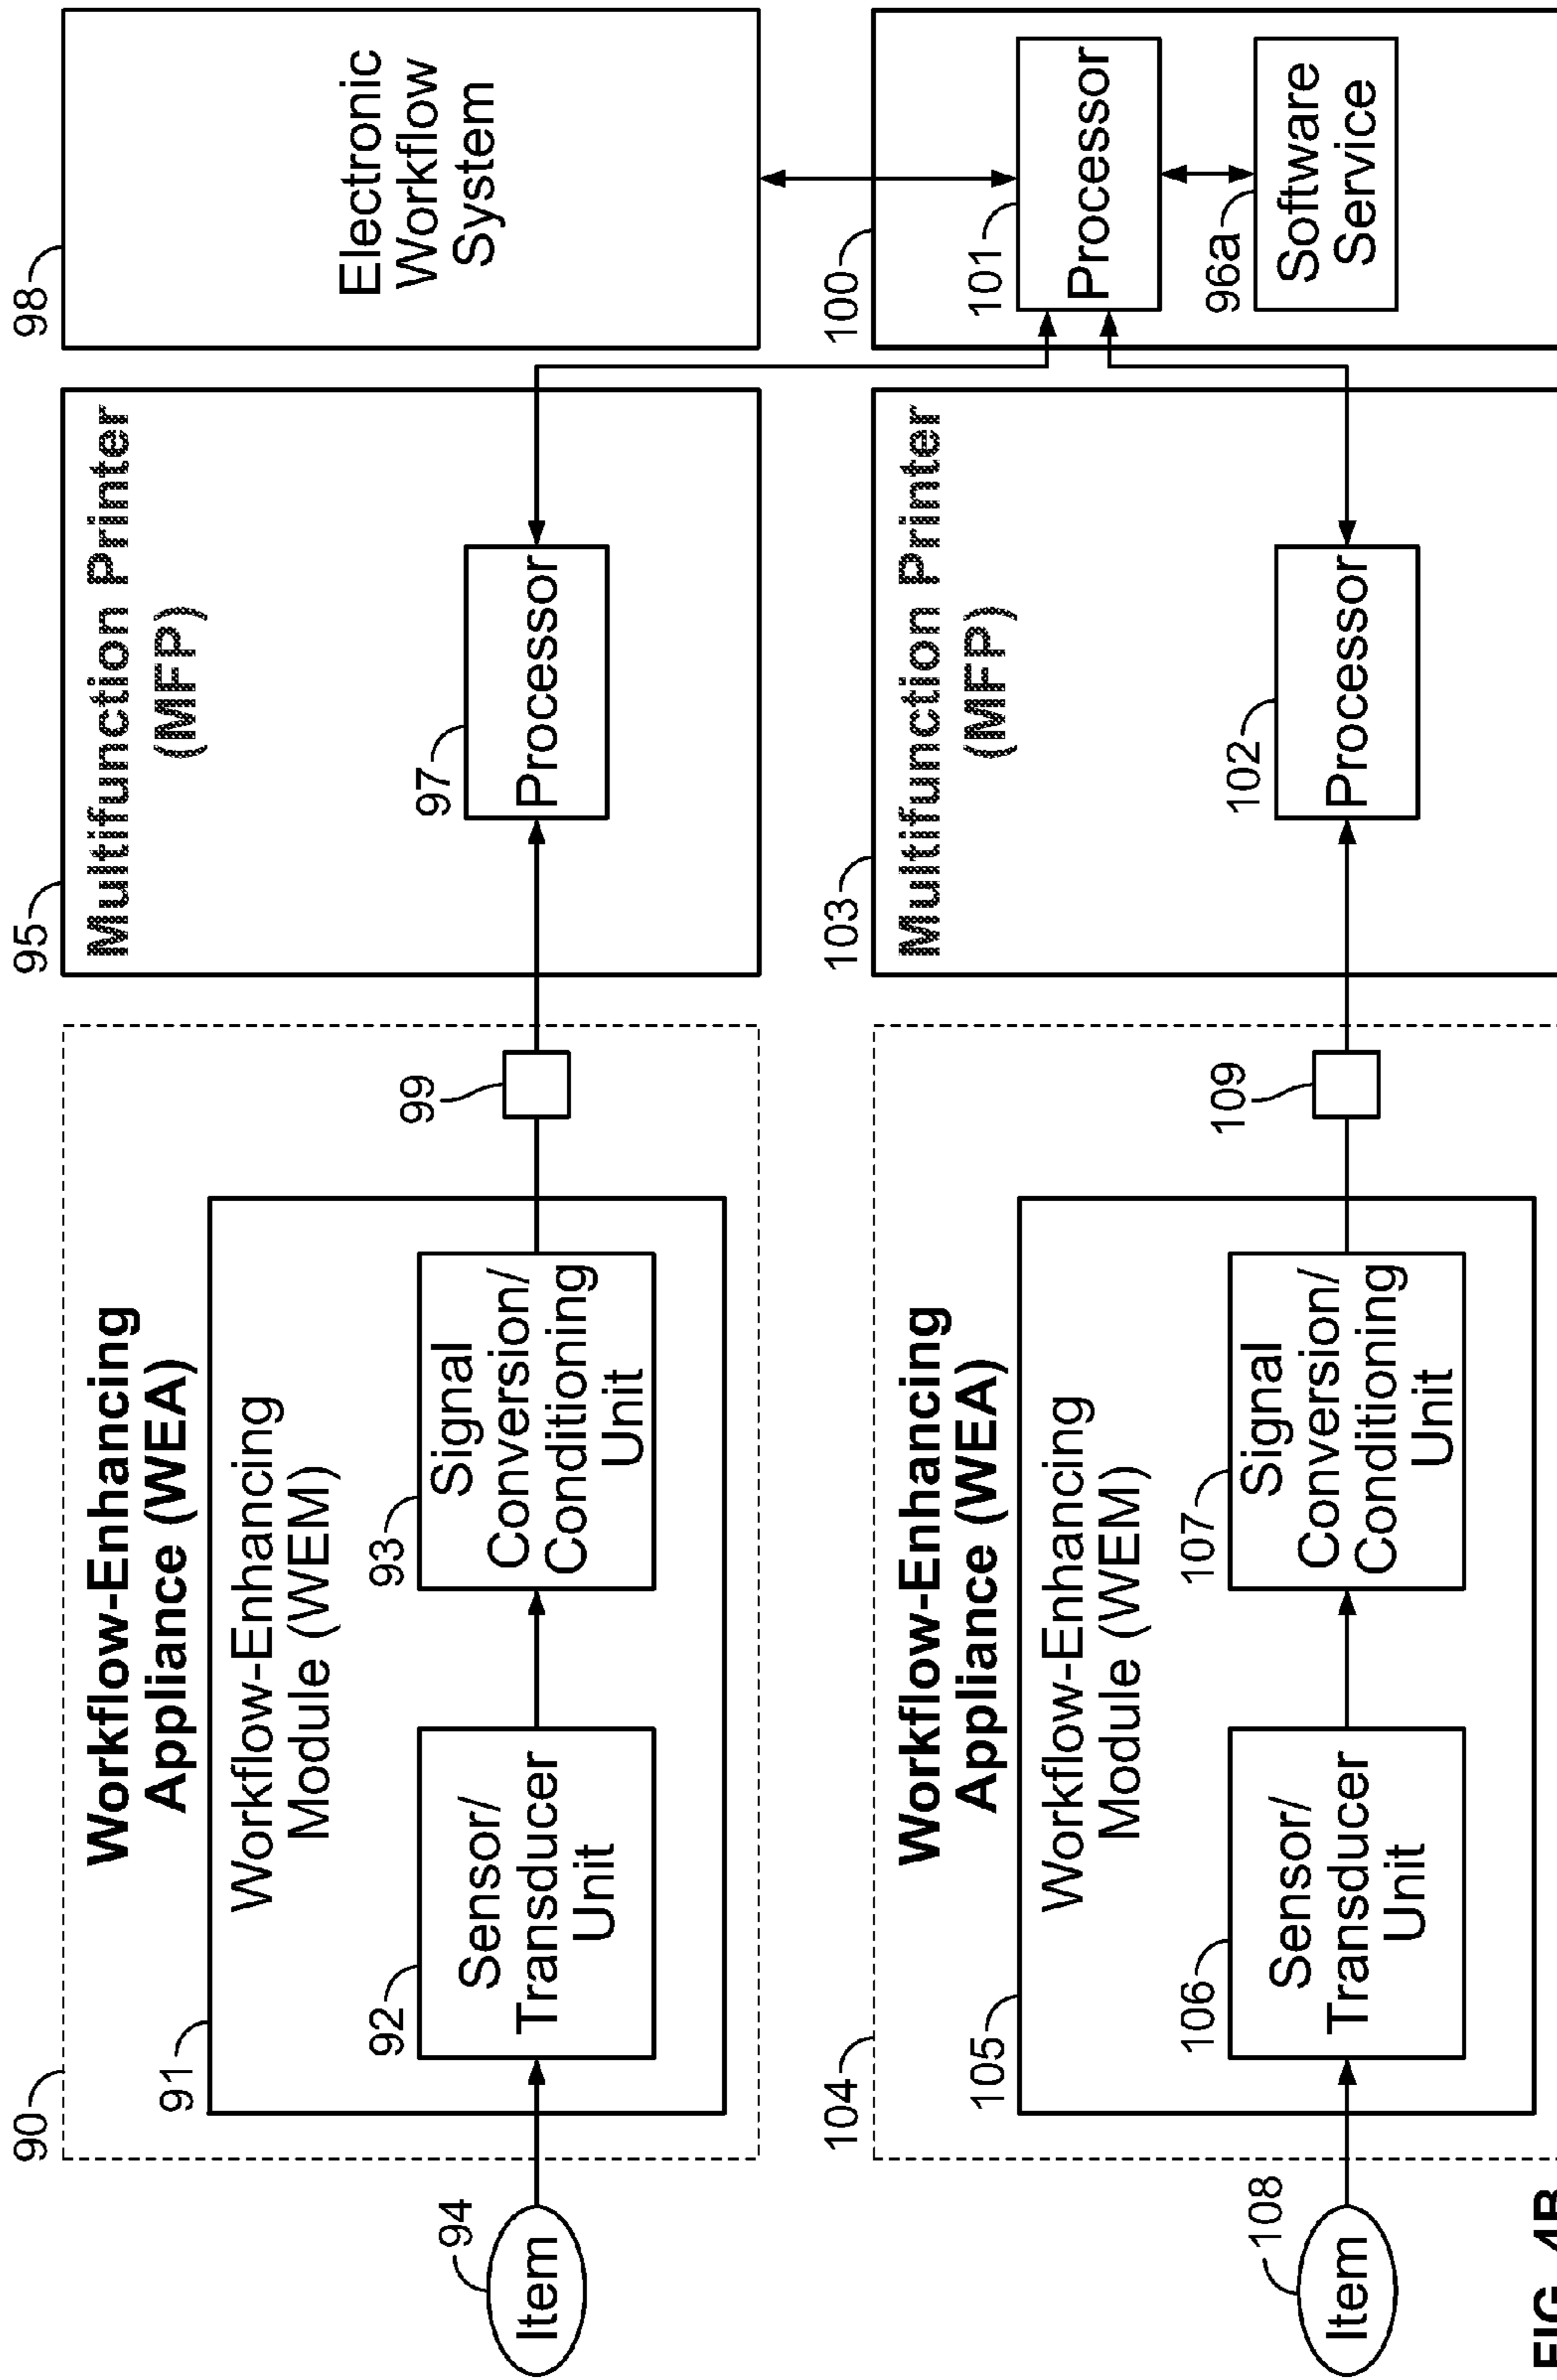 90
Workflow-Enhancing
Appliance (WEA)
91
Workflow-Enhancing
Module (WEM)
92
Sensor/
Transducer
Unit
93
Signal
Conversion/
Conditioning
Unit
94
Item
99
95
Multifunction Printer
(MFP)
97
Processor
98
Electronic
Workflow
System
104
Workflow-Enhancing
Appliance (WEA)
105
Workflow-Enhancing
Module (WEM)
106
Sensor/
Transducer
Unit
107
Signal
Conversion/
Conditioning
Unit
108
Item
109
103
Multifunction Printer
(MFP)
102
Processor
100
101
Processor
96a
Software
Service
FIG. 4B